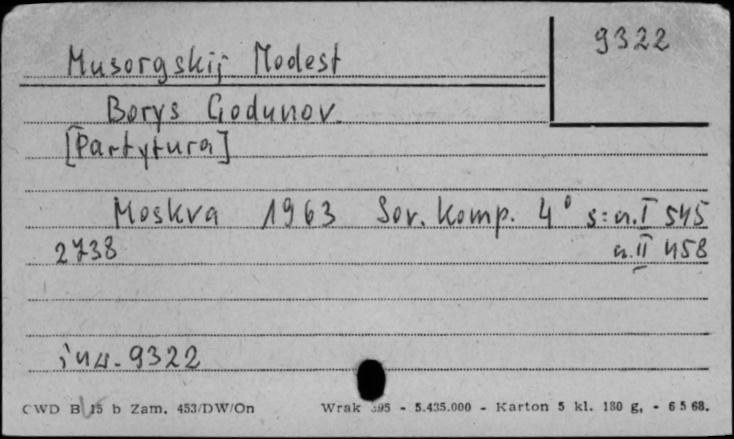 9322
Musorgskij Modest
Borys Godunov.
[Partytura]
Moskva 1963 Sov. Komp. 4° s: a. I 545
2738 a. II 458
inw. 9322
CWD B 15 b Zam. 453/DW/On Wrak 595 - 5.435.000 - Karton 5 kl. 180 g, - 6 5 68.